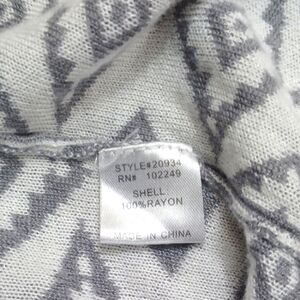 STYLE#20934
RN# 102249
SHELL
100%RAYON
MADE IN CHINA